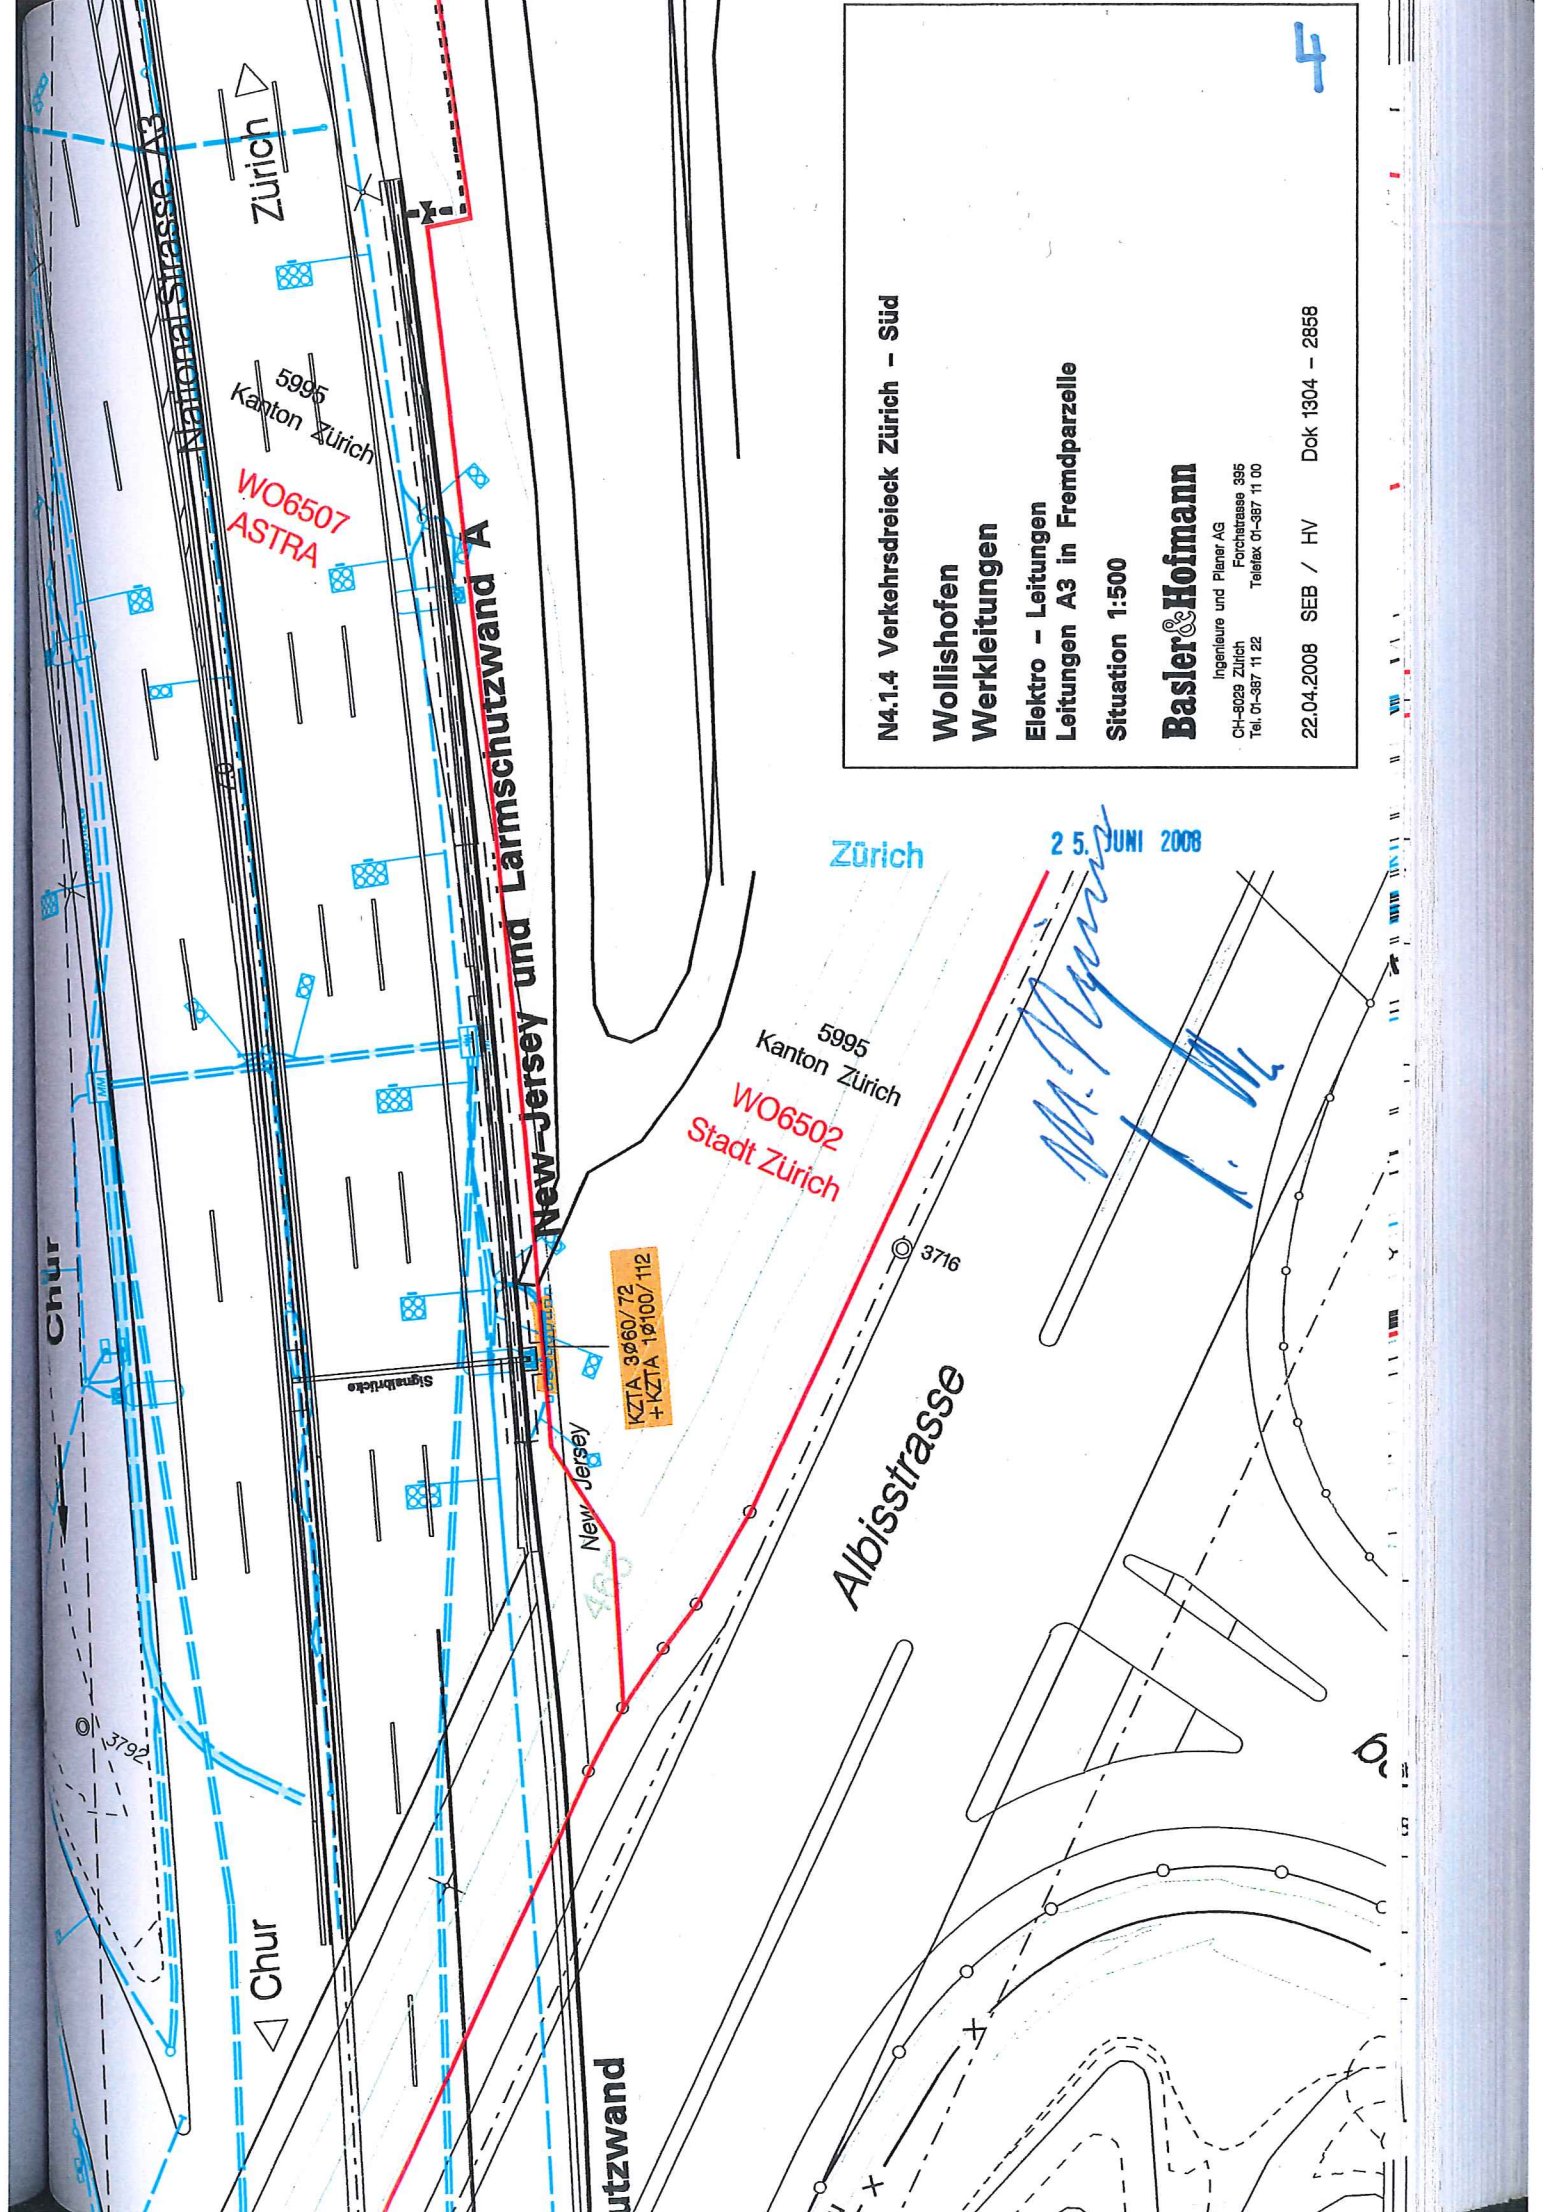 Chur
National Strasse A3
Zürich
5995
Kanton Zürich
WO6507
ASTRA
New-Jersey und Lärmschutzwand A
Signalbrücke
KZTA 3Ø60/72
+KZTA 1Ø100/112
New Jersey
463
5995
Kanton Zürich
WO6502
Stadt Zürich
3716
Albisstrasse
3792
Chur
utzwand
MM
Zürich
25. JUNI 2008
N4.1.4 Verkehrsdreieck Zürich - Süd
Wollishofen
Werkleitungen
Elektro - Leitungen
Leitungen A3 in Fremdparzelle
Situation 1:500
Basler&Hofmann
Ingenieure und Planer AG
CH-8029 Zürich Forchstrasse 395
Tel. 01-387 11 22 Telefax 01-387 11 00
22.04.2008 SEB / HV Dok 1304 - 2858
F